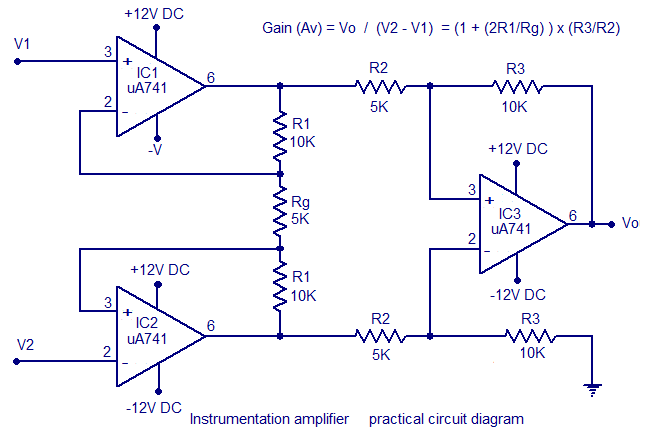 +12V DC
Gain (Av) = Vo / (V2 - V1) = (1 + (2R1/Rg) ) x (R3/R2)
V1
3
+
IC1
uA741
6
2
-
-V
R2
5K
R3
10K
R1
10K
+12V DC
3
+
IC3
uA741
6
Vo
2
-
-12V DC
Rg
5K
+12V DC
R1
10K
3
+
IC2
uA741
6
V2
2
-
-12V DC
R2
5K
R3
10K
Instrumentation amplifier practical circuit diagram